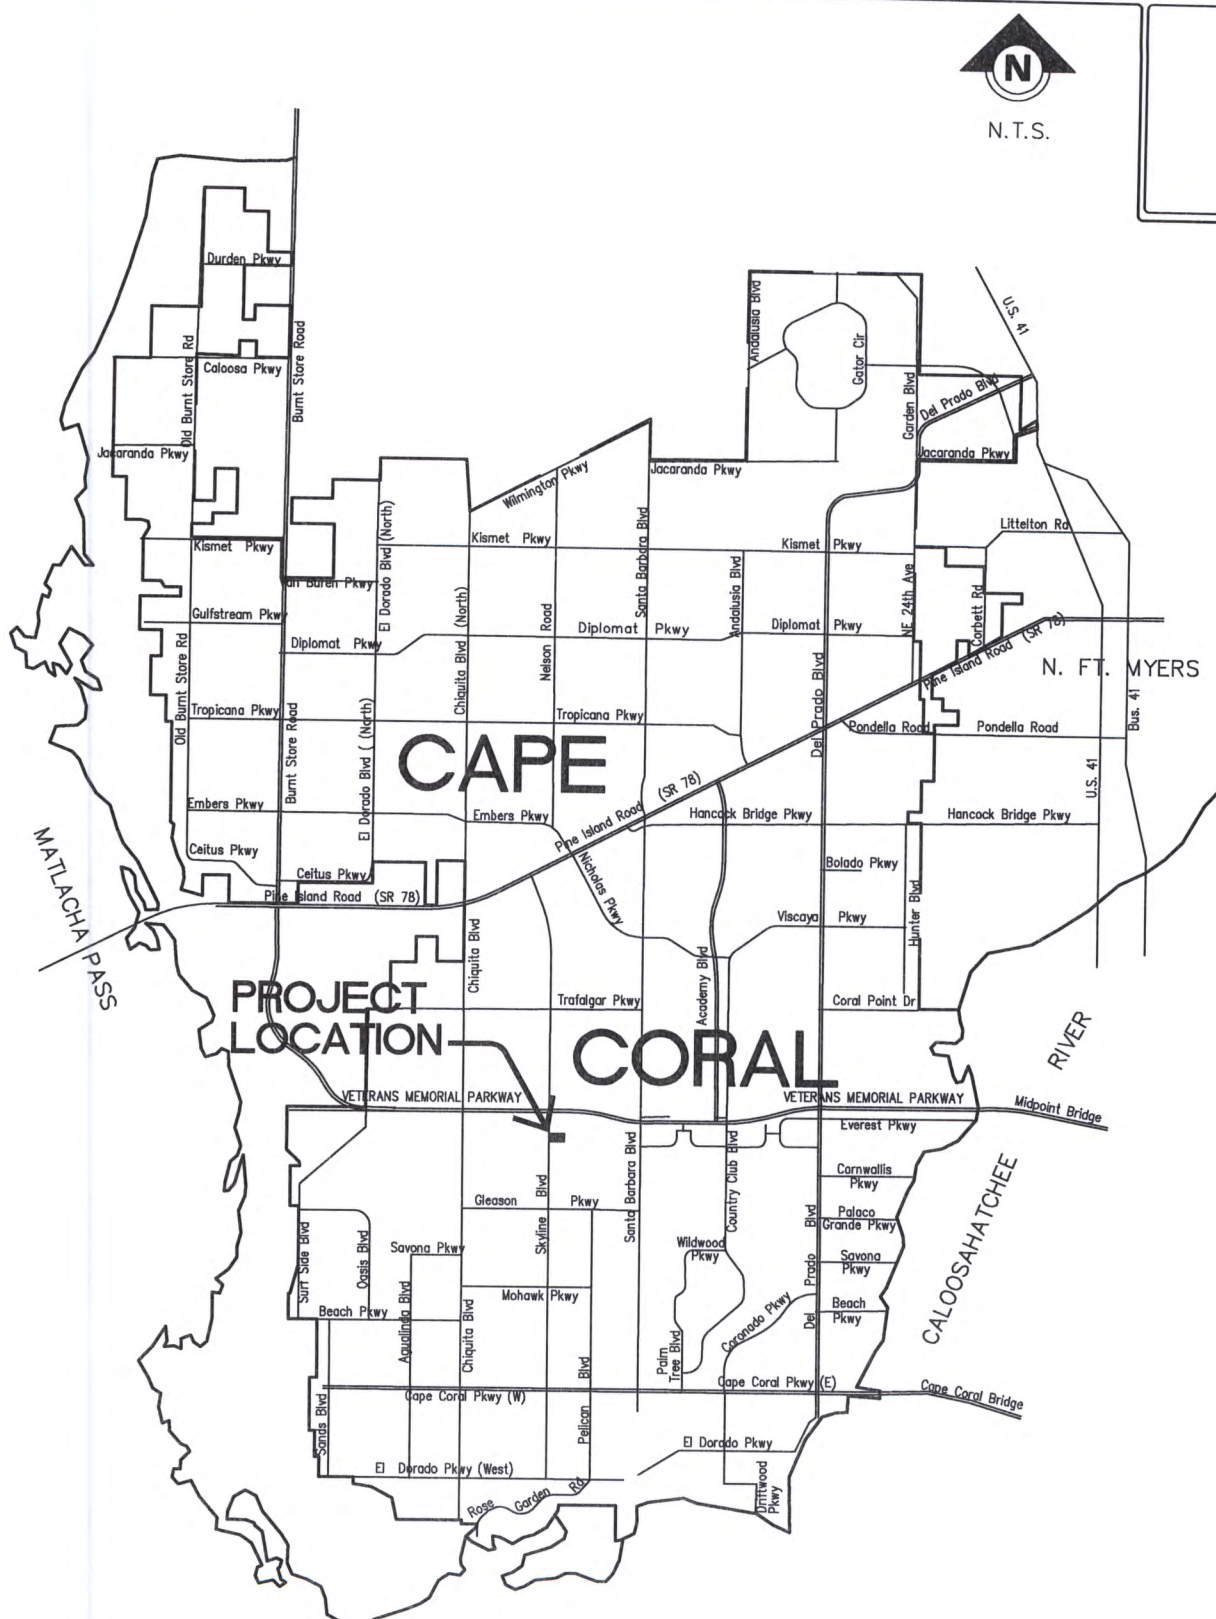 N
N.T.S.
Durden Pkwy
Old Burnt Store Rd
Burnt Store Road
Caloosa Pkwy
Jacaranda Pkwy
Andalusia Blvd
Gator Clr
U.S. 41
Garden Blvd
Del Prado Blvd
Jacaranda Pkwy
Jacaranda Pkwy
Wilmington Pkwy
Kismet Pkwy
an Buren Pkwy
El Dorado Blvd (North)
Kismet Pkwy
Santa Barbara Blvd
Kismet Pkwy
Littelton Rd
Gulfstream Pkwy
Diplomat Pkwy
Chiquita Blvd (North)
Nelson Road
Diplomat Pkwy
Andalusia Blvd
Diplomat Pkwy
NE 24th Ave
Corbett Rd
Pine Island Road (SR 78)
N. FT. MYERS
Old Burnt Store Rd
Tropicana Pkwy
Burnt Store Road
El Dorado Blvd ( (North)
Tropicana Pkwy
Del Prado Blvd
Pondella Road
Pondella Road
Bus. 41
U.S. 41
CAPE
Embers Pkwy
Embers Pkwy
Pine Island Road (SR 78)
Hancock Bridge Pkwy
Hancock Bridge Pkwy
MATLACHA PASS
Ceitus Pkwy
Ceitus Pkwy
Pine Island Road (SR 78)
Nicholas Pkwy
Bolado Pkwy
Viscaya Pkwy
Hunter Blvd
Chiquita Blvd
Academy Blvd
PROJECT
LOCATION
Trafalgar Pkwy
Coral Point Dr
CORAL
RIVER
VETERANS MEMORIAL PARKWAY
VETERANS MEMORIAL PARKWAY
Midpoint Bridge
Everest Pkwy
Country Club Blvd
Santa Barbara Blvd
Cornwallis
Pkwy
Gleason Pkwy
Skyline Blvd
Palaco
Grande Pkwy
CALOOSAHATCHEE
Surf Side Blvd
Oasis Blvd
Savona Pkwy
Wildwood
Pkwy
Del Prado Blvd
Savona
Pkwy
Mohawk Pkwy
Beach Pkwy
Agualinda Blvd
Chiquita Blvd
Coronado Pkwy
Beach
Pkwy
Palm
Tree Blvd
Cape Coral Pkwy (W)
Cape Coral Pkwy (E)
Cape Coral Bridge
Sands Blvd
Pelican Blvd
El Dorado Pkwy
El Dorado Pkwy (West)
Rose Garden Rd
Driftwood
Pkwy